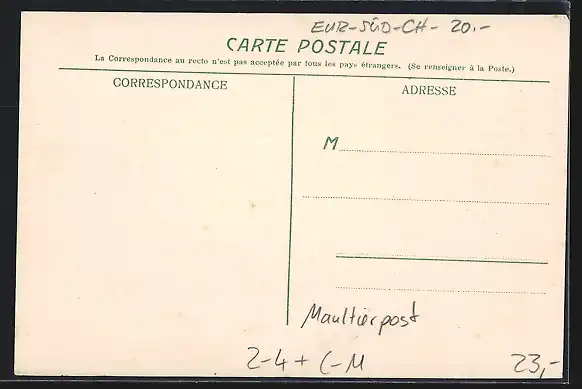 EUR-SÜD-CH- 20.-
CARTE POSTALE
La Correspondance au recto n'est pas acceptée par tous les pays étrangers. (Se renseigner à la Poste.)
CORRESPONDANCE
ADRESSE
M
Maultierpost
2-4 + C-M
23,-